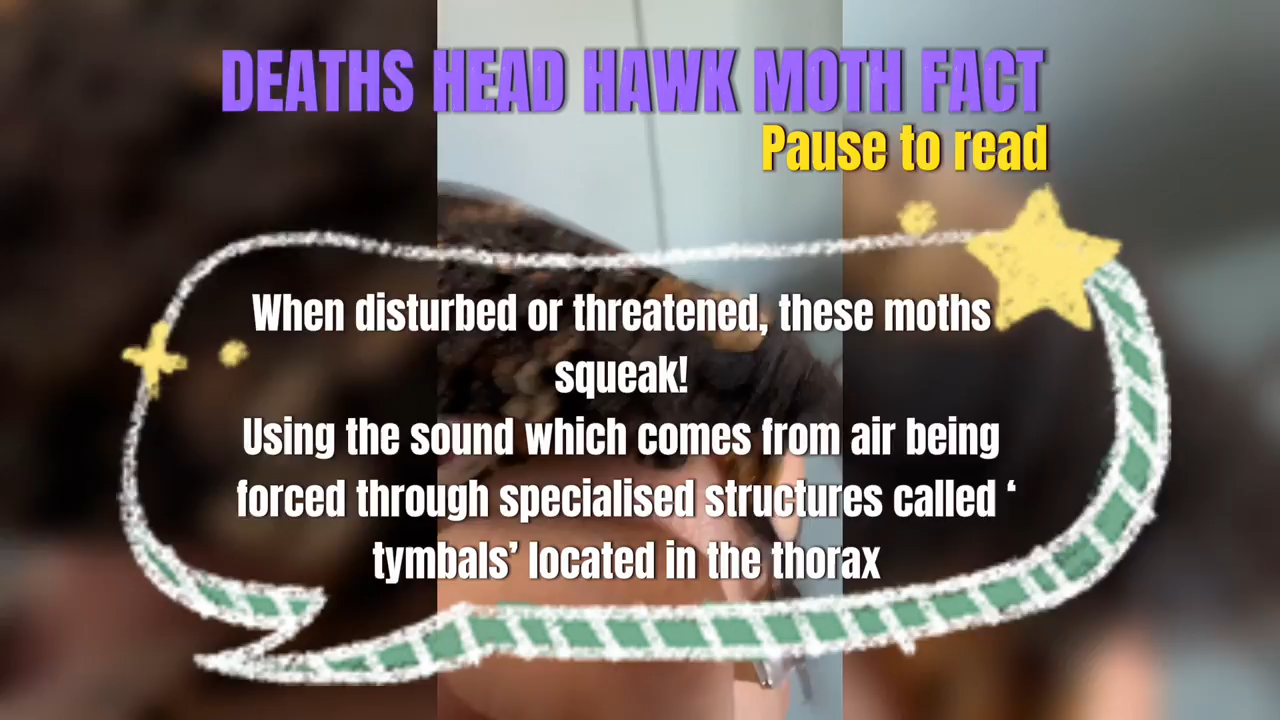 DEATHS HEAD HAWK MOTH FACT
Pause to read
When disturbed or threatened, these moths
squeak!
Using the sound which comes from air being
forced through specialised structures called ‘
tymbals’ located in the thorax